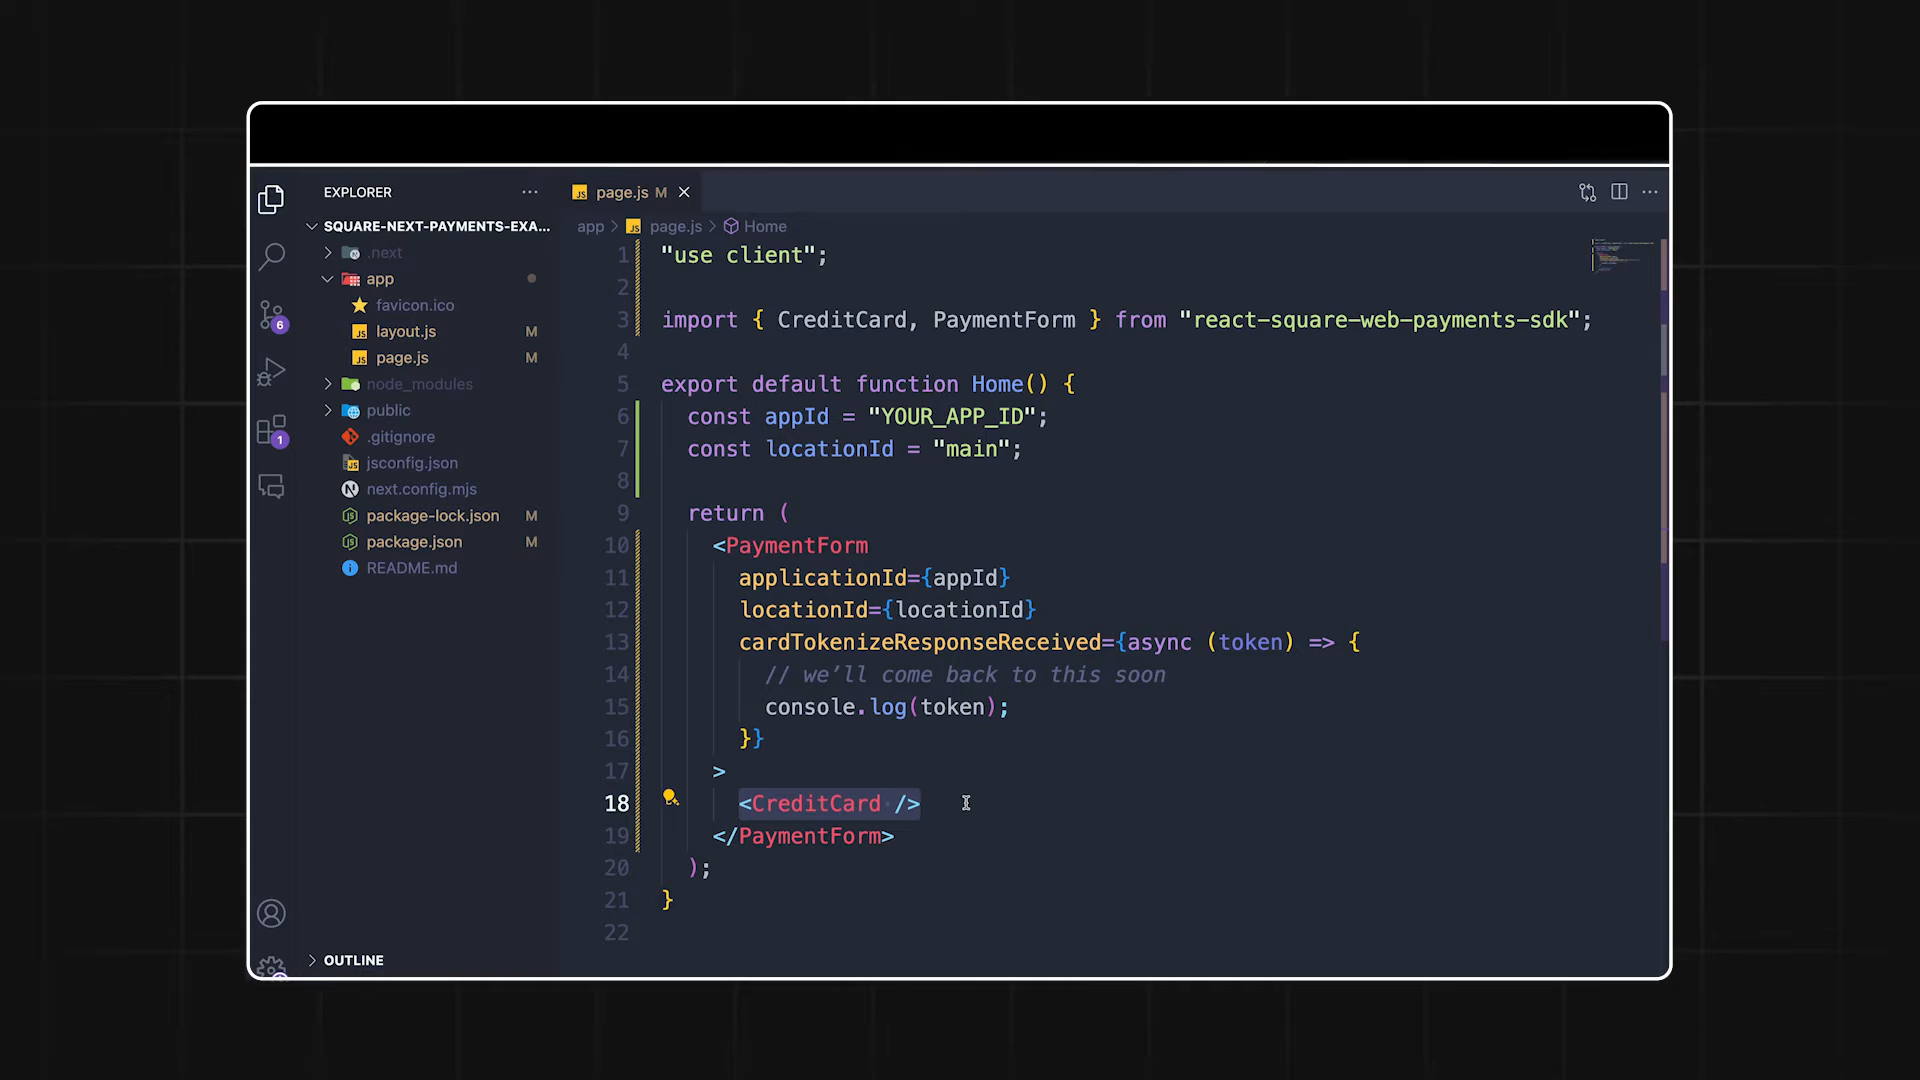 EXPLORER
SQUARE-NEXT-PAYMENTS-EXA...
.next
app
favicon.ico
layout.js M
page.js M
node_modules
public
.gitignore
jsconfig.json
next.config.mjs
package-lock.json M
package.json M
README.md
OUTLINE
6
1
page.js M
app > page.js > Home
1 "use client";
2
3 import { CreditCard, PaymentForm } from "react-square-web-payments-sdk";
4
5 export default function Home() {
6 const appId = "YOUR_APP_ID";
7 const locationId = "main";
8
9 return (
10 <PaymentForm
11 applicationId={appId}
12 locationId={locationId}
13 cardTokenizeResponseReceived={async (token) => {
14 // we’ll come back to this soon
15 console.log(token);
16 }}
17 >
18 <CreditCard />
19 </PaymentForm>
20 );
21 }
22